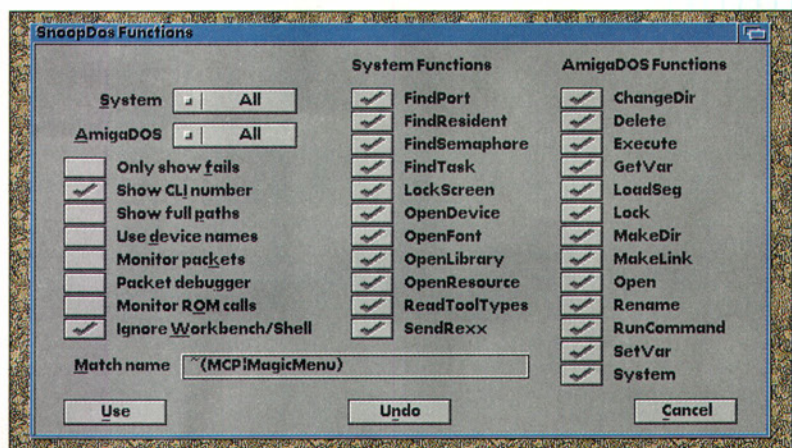 SnoopDos Functions
System All
AmigaDOS All
Only show fails
Show CLI number
Show full paths
Use device names
Monitor packets
Packet debugger
Monitor ROM calls
Ignore Workbench/Shell
System Functions
FindPort
FindResident
FindSemaphore
FindTask
LockScreen
OpenDevice
OpenFont
OpenLibrary
OpenResource
ReadToolTypes
SendRexx
AmigaDOS Functions
ChangeDir
Delete
Execute
GetVar
LoadSeg
Lock
MakeDir
MakeLink
Open
Rename
RunCommand
SetVar
System
Match name ~(MCP|MagicMenu)
Use Undo Cancel